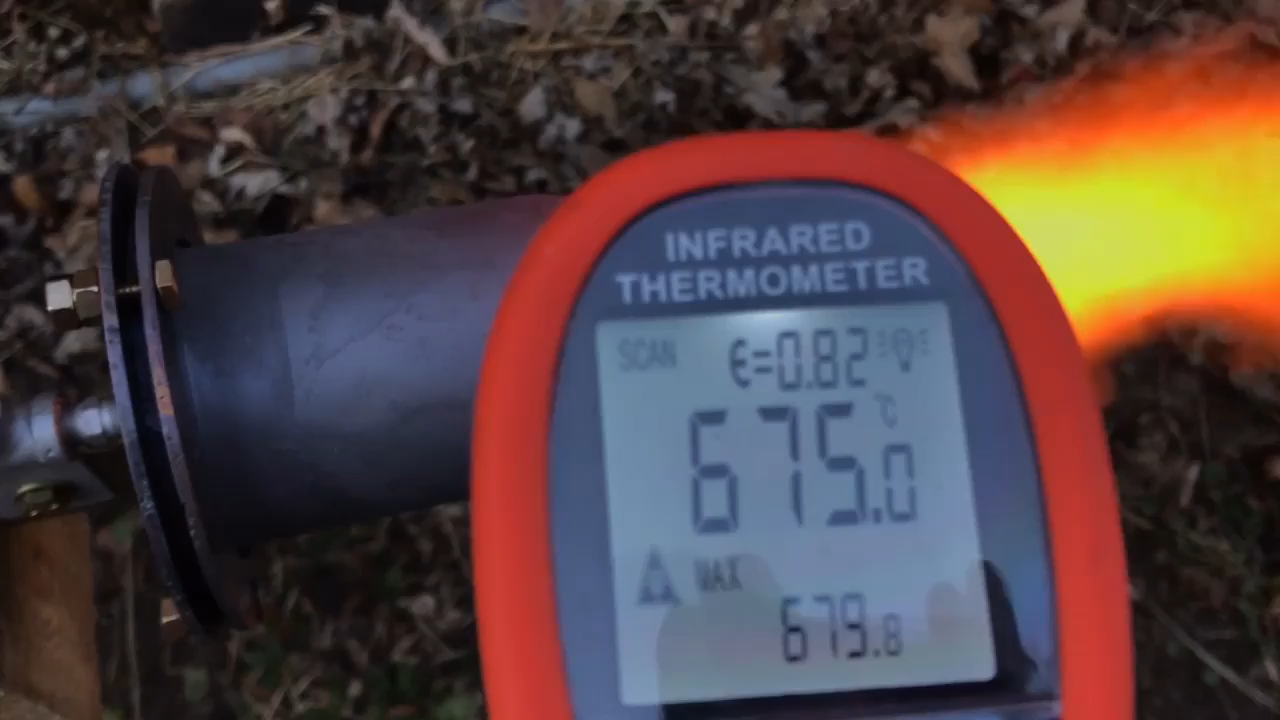 INFRARED
THERMOMETER
SCAN ϵ=0.82
675.0 °C
MAX
679.8